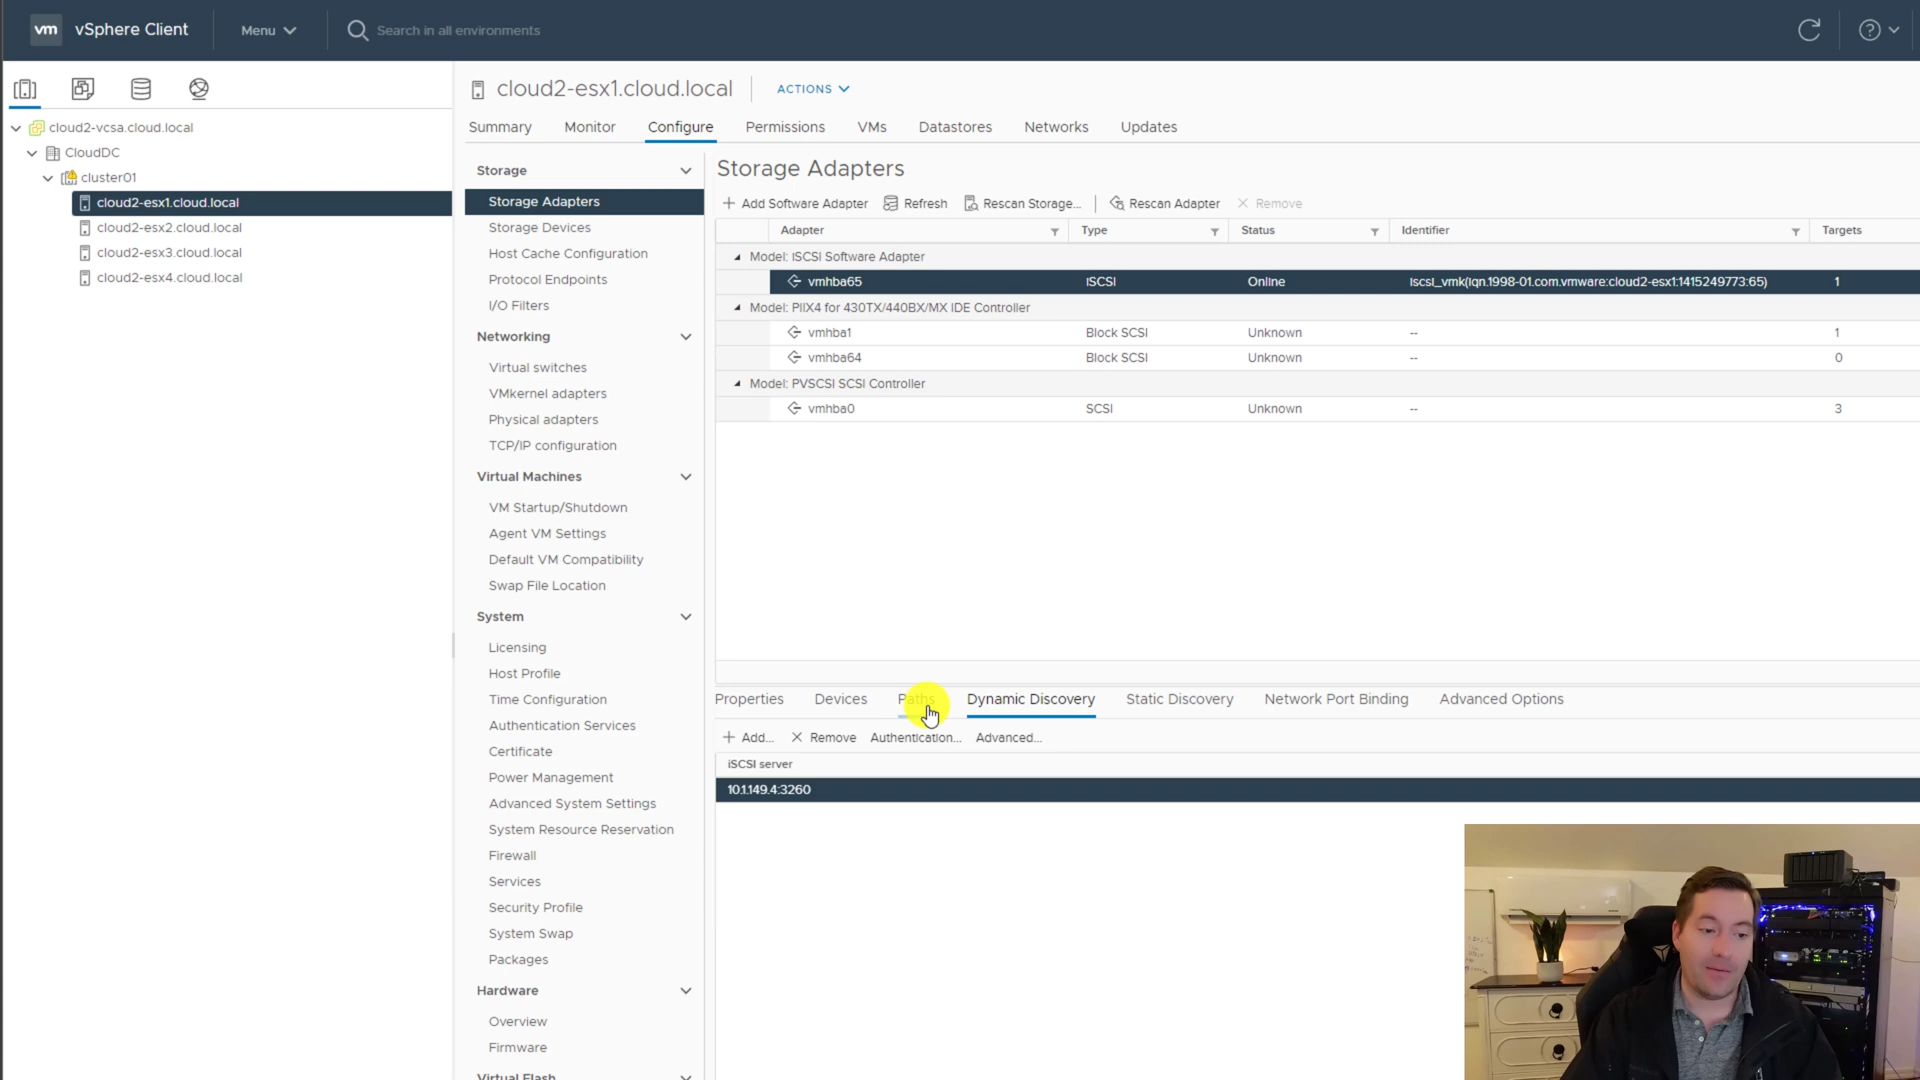 vm vSphere Client Menu Search in all environments
cloud2-vcsa.cloud.local
CloudDC
cluster01
cloud2-esx1.cloud.local
cloud2-esx2.cloud.local
cloud2-esx3.cloud.local
cloud2-esx4.cloud.local
cloud2-esx1.cloud.local ACTIONS
Summary Monitor Configure Permissions VMs Datastores Networks Updates
Storage
Storage Adapters
Storage Devices
Host Cache Configuration
Protocol Endpoints
I/O Filters
Networking
Virtual switches
VMkernel adapters
Physical adapters
TCP/IP configuration
Virtual Machines
VM Startup/Shutdown
Agent VM Settings
Default VM Compatibility
Swap File Location
System
Licensing
Host Profile
Time Configuration
Authentication Services
Certificate
Power Management
Advanced System Settings
System Resource Reservation
Firewall
Services
Security Profile
System Swap
Packages
Hardware
Overview
Firmware
Virtual Flash
Storage Adapters
+ Add Software Adapter Refresh Rescan Storage... Rescan Adapter × Remove
Adapter Type Status Identifier Targets
Model: iSCSI Software Adapter
vmhba65 iSCSI Online iscsi_vmk(iqn.1998-01.com.vmware:cloud2-esx1:1415249773:65) 1
Model: PIIX4 for 430TX/440BX/MX IDE Controller
vmhba1 Block SCSI Unknown -- 1
vmhba64 Block SCSI Unknown -- 0
Model: PVSCSI SCSI Controller
vmhba0 SCSI Unknown -- 3
Properties Devices Paths Dynamic Discovery Static Discovery Network Port Binding Advanced Options
+ Add... × Remove Authentication... Advanced...
iSCSI server
10.1.149.4:3260